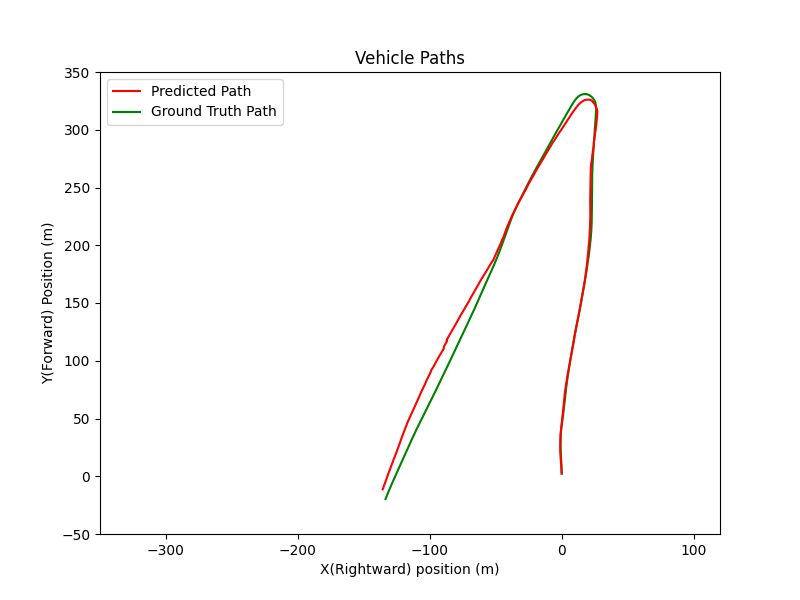 Vehicle Paths
Predicted Path
Ground Truth Path
350
300
250
200
150
100
50
0
−50
Y(Forward) Position (m)
−300
−200
−100
0
100
X(Rightward) position (m)